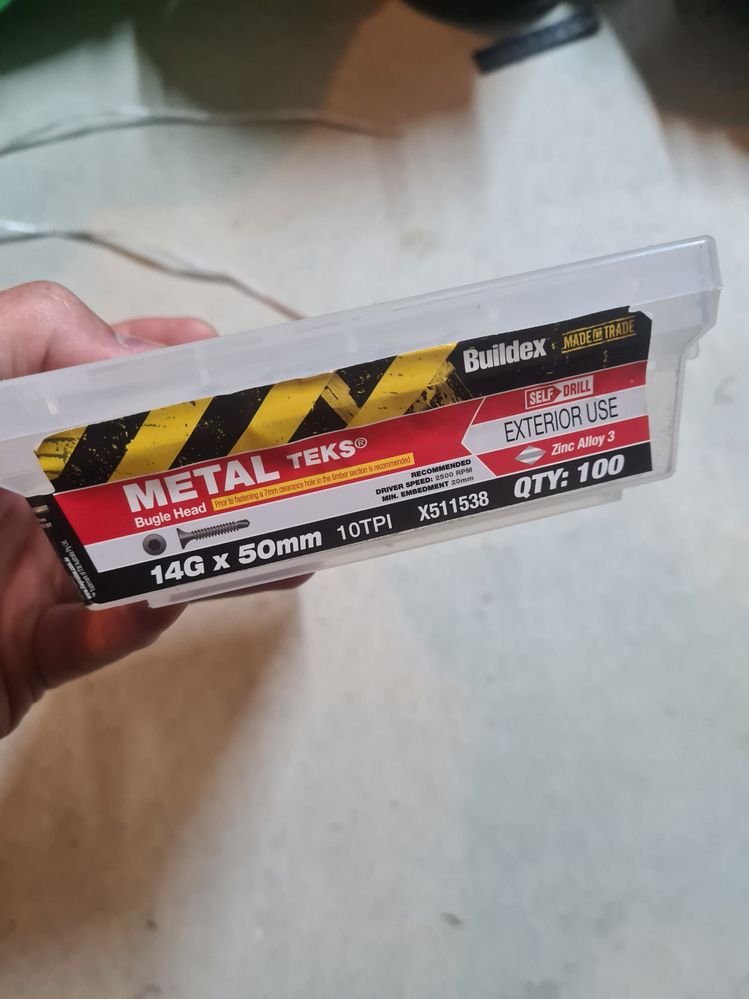 Buildex
MADE FOR TRADE
SELF DRILL
EXTERIOR USE
Zinc Alloy 3
METAL TEKS®
Bugle Head
Prior to fastening a 7mm clearance hole in the timber section is recommended
RECOMMENDED
DRIVER SPEED: 2500 RPM
MIN. EMBEDMENT 20mm
14G x 50mm 10TPI X511538 QTY: 100